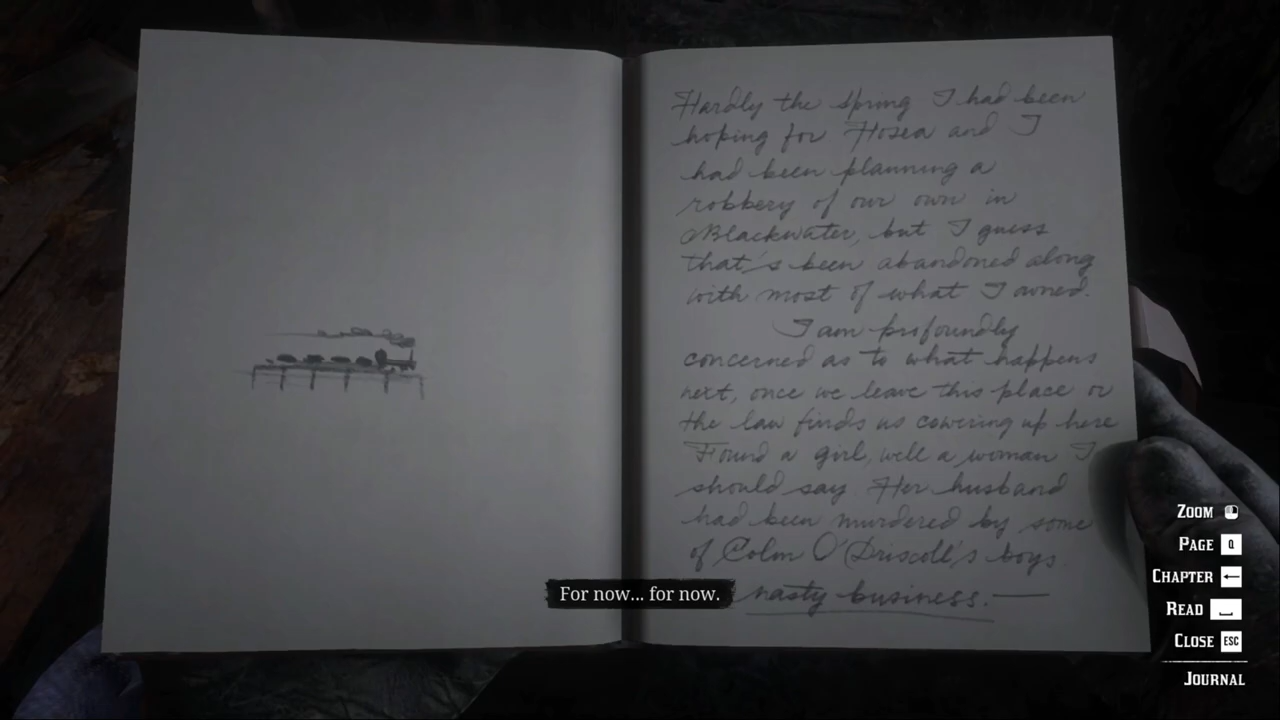 Hardly the spring I had been
hoping for Hosea and I
had been planning a
robbery of our own in
Blackwater, but I guess
that's been abandoned along
with most of what I owned.
I am profoundly
concerned as to what happens
next, once we leave this place or
the law finds us cowering up here
Found a girl, well a woman I
should say. Her husband
had been murdered by some
of Colm O'Driscoll's boys.
nasty business.—
For now... for now.
ZOOM
PAGE Q
CHAPTER ←
READ
CLOSE ESC
JOURNAL